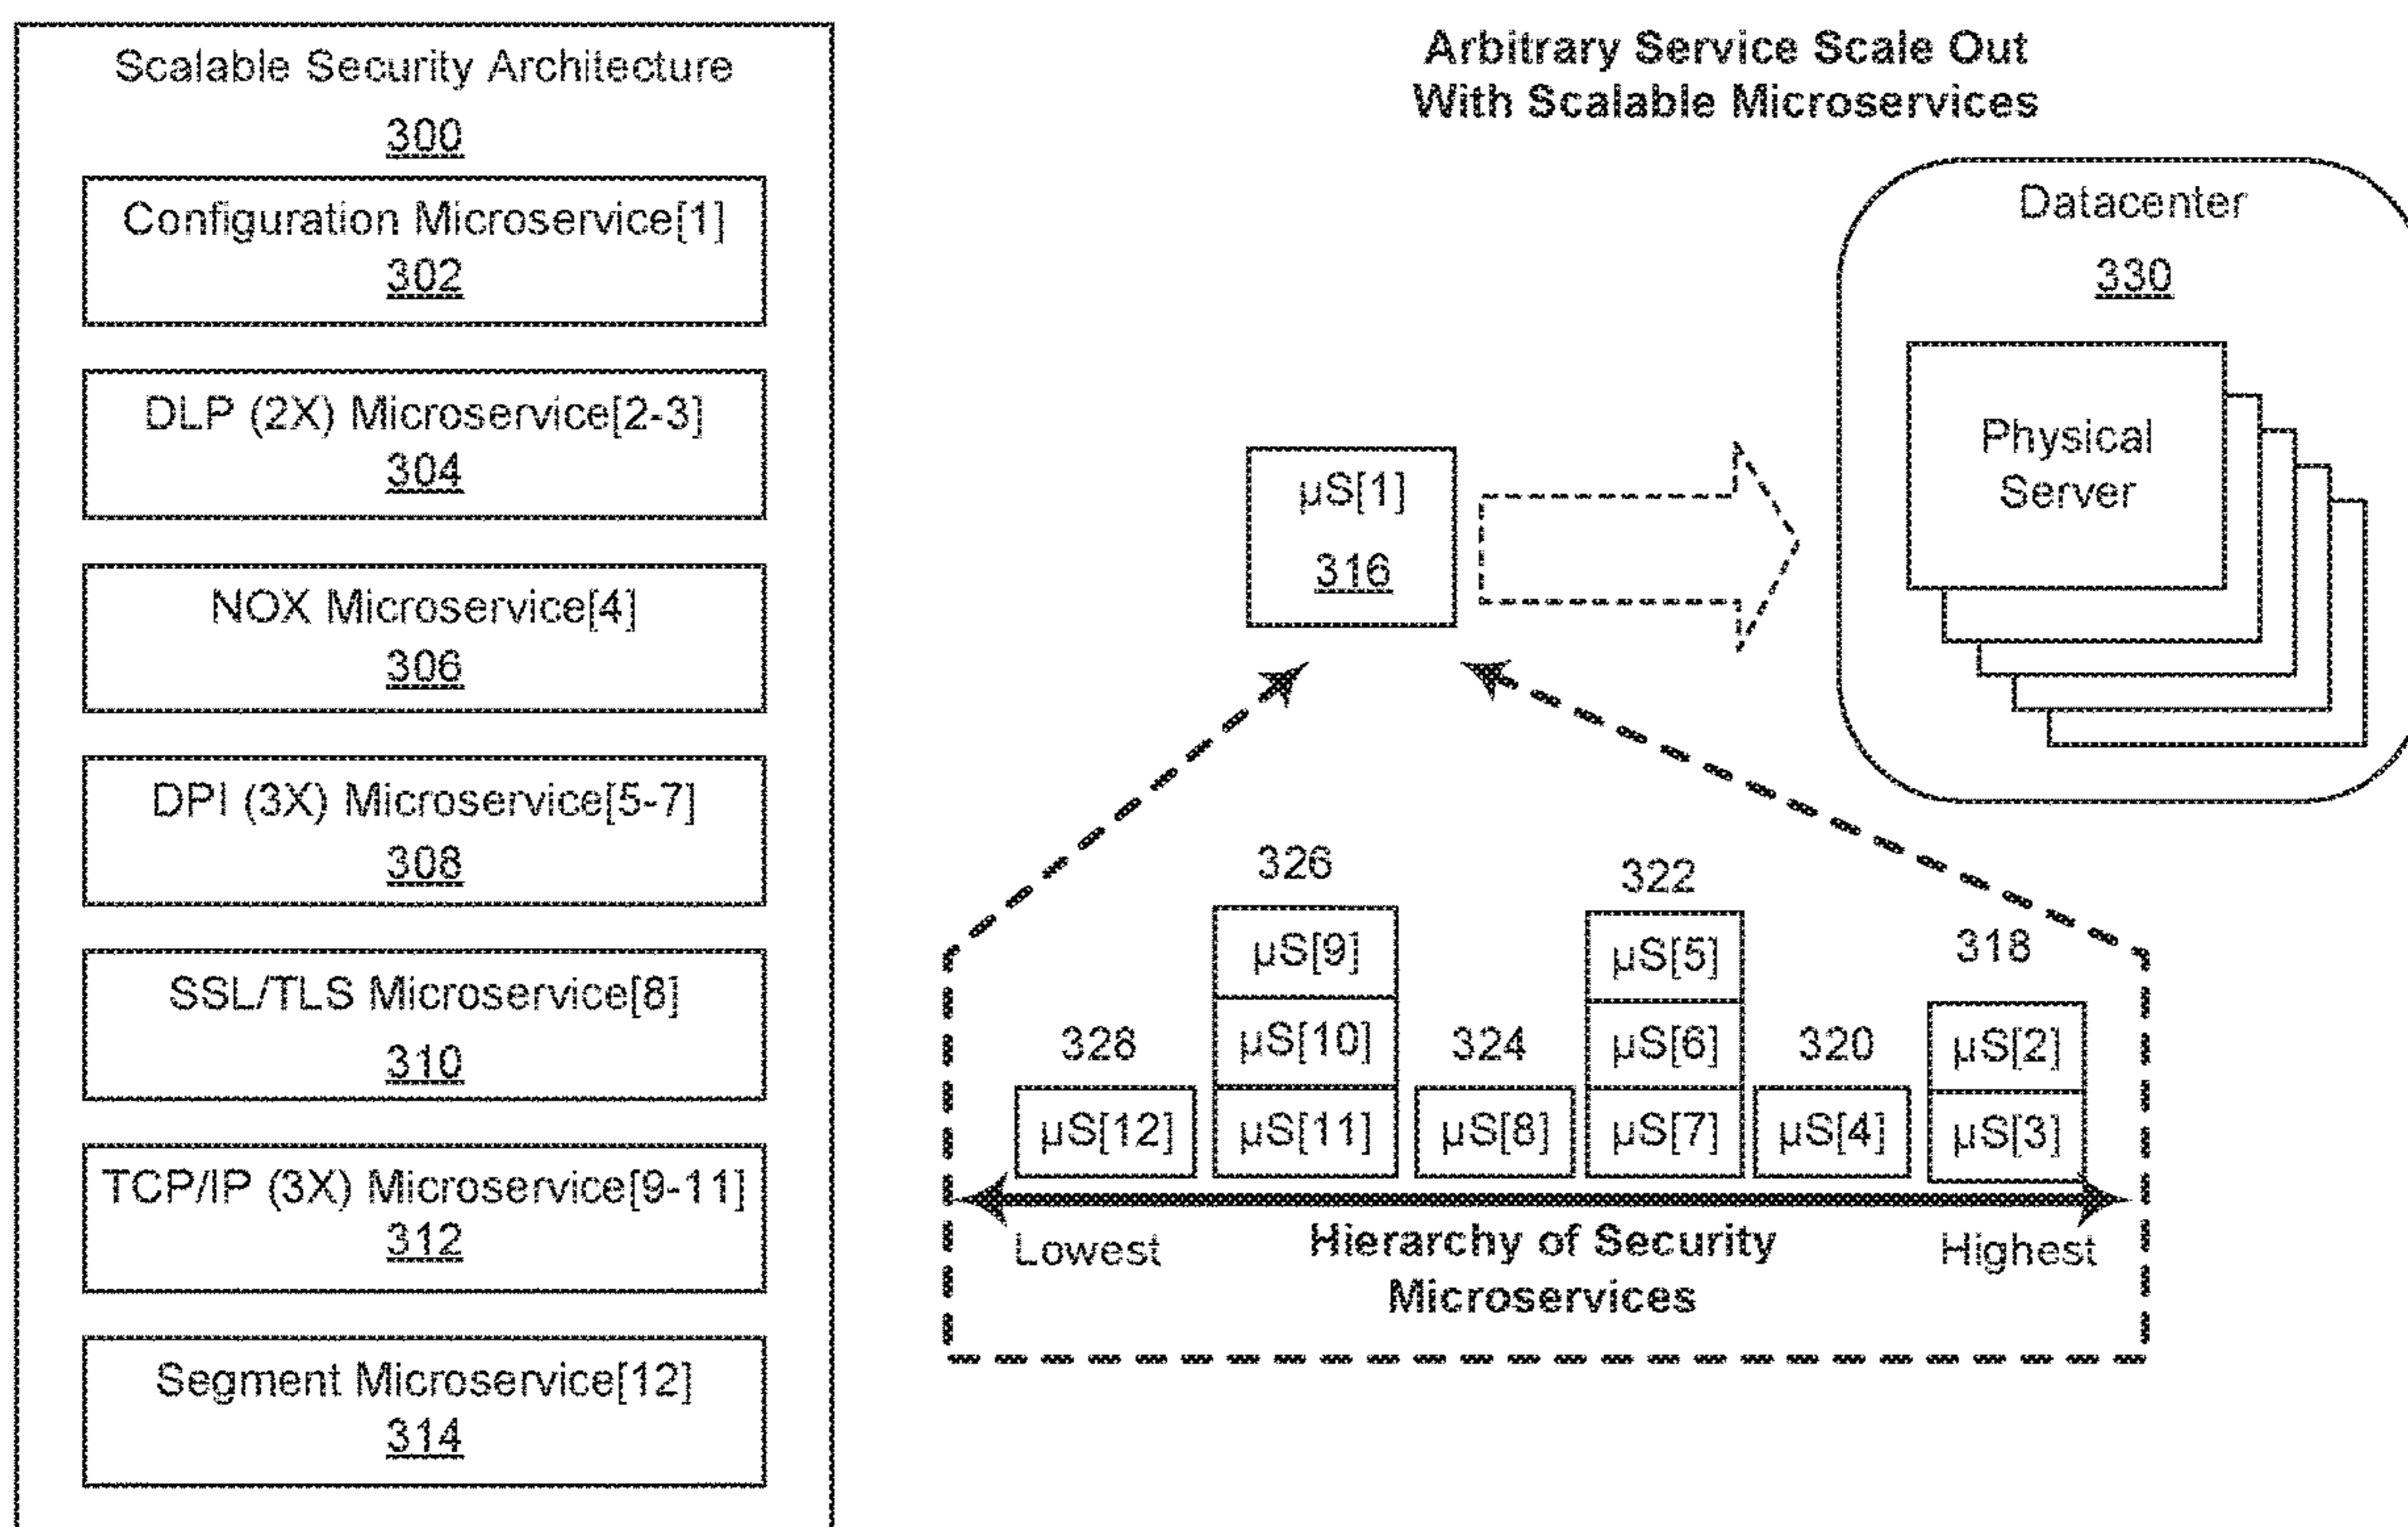 Scalable Security Architecture
300
Configuration Microservice[1]
302
DLP (2X) Microservice[2-3]
304
NOX Microservice[4]
306
DPI (3X) Microservice[5-7]
308
SSL/TLS Microservice[8]
310
TCP/IP (3X) Microservice[9-11]
312
Segment Microservice[12]
314
Arbitrary Service Scale Out
With Scalable Microservices
Datacenter
330
Physical
Server
µS[1]
316
326
µS[9]
µS[10]
µS[11]
322
µS[5]
µS[6]
µS[7]
318
µS[2]
µS[3]
328
µS[12]
324
µS[8]
320
µS[4]
Lowest
Hierarchy of Security
Microservices
Highest